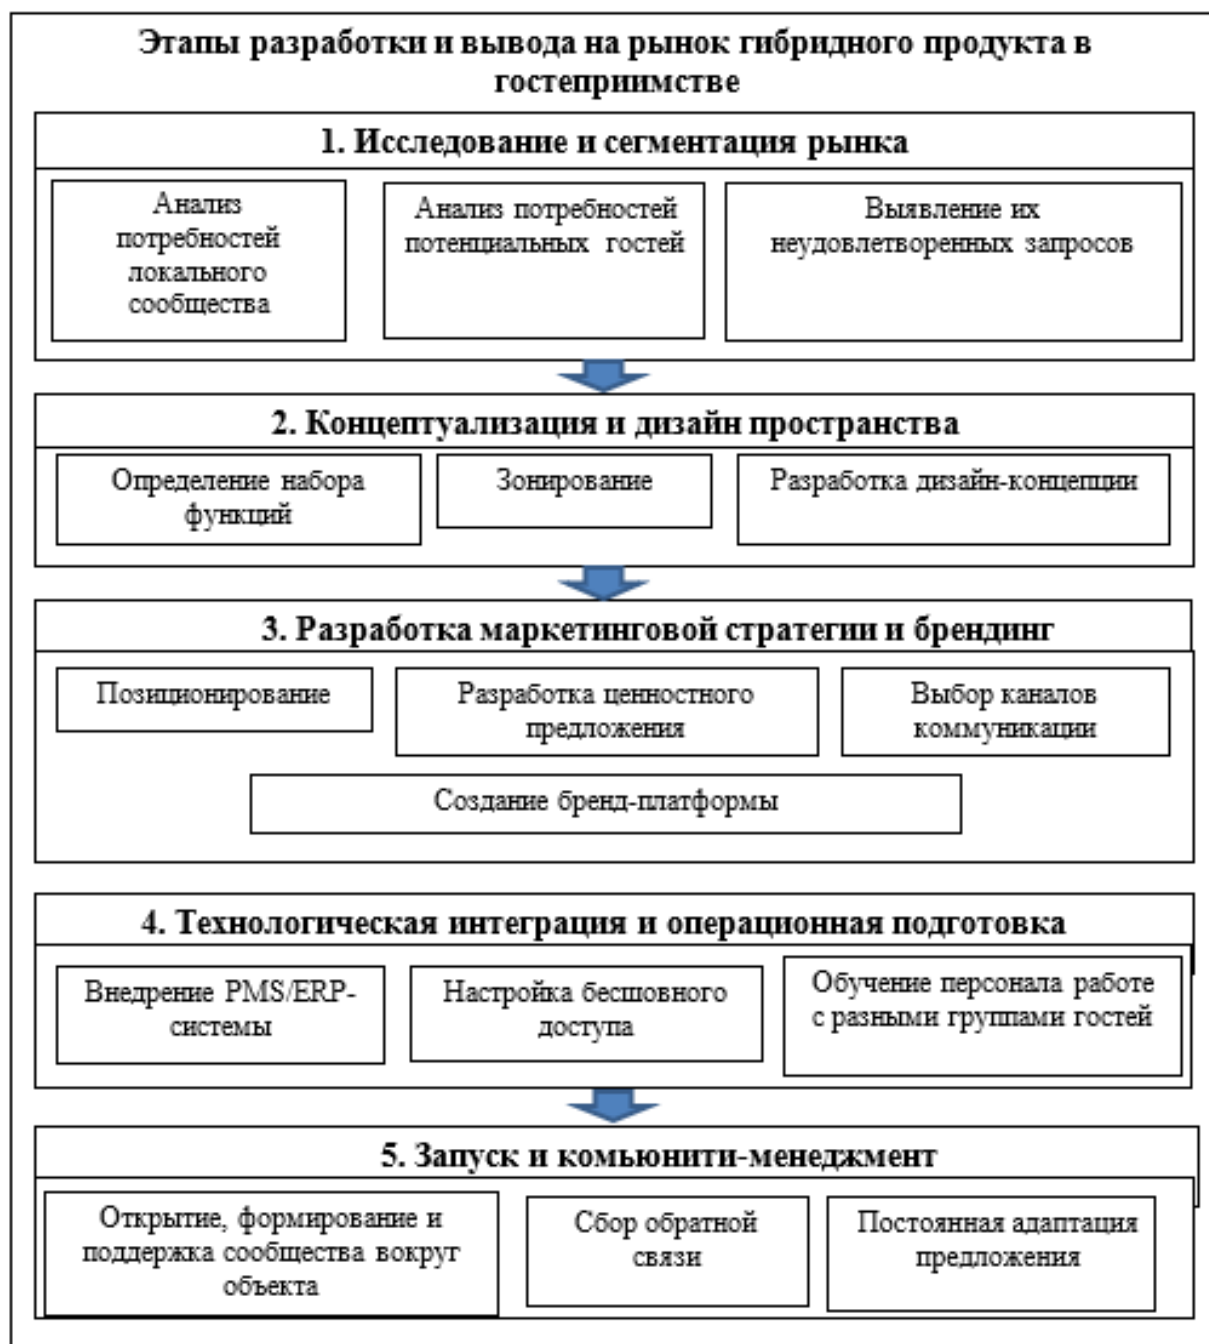 Этапы разработки и вывода на рынок гибридного продукта в
гостеприимстве
1. Исследование и сегментация рынка
Анализ
потребностей
локального
сообщества
Анализ потребностей
потенциальных гостей
Выявление их
неудовлетворенных запросов
2. Концептуализация и дизайн пространства
Определение набора
функций
Зонирование
Разработка дизайн-концепции
3. Разработка маркетинговой стратегии и брендинг
Позиционирование
Разработка ценностного
предложения
Выбор каналов
коммуникации
Создание бренд-платформы
4. Технологическая интеграция и операционная подготовка
Внедрение PMS/ERP-
системы
Настройка бесшовного
доступа
Обучение персонала работе
с разными группами гостей
5. Запуск и комьюнити-менеджмент
Открытие, формирование и
поддержка сообщества вокруг
объекта
Сбор обратной
связи
Постоянная адаптация
предложения